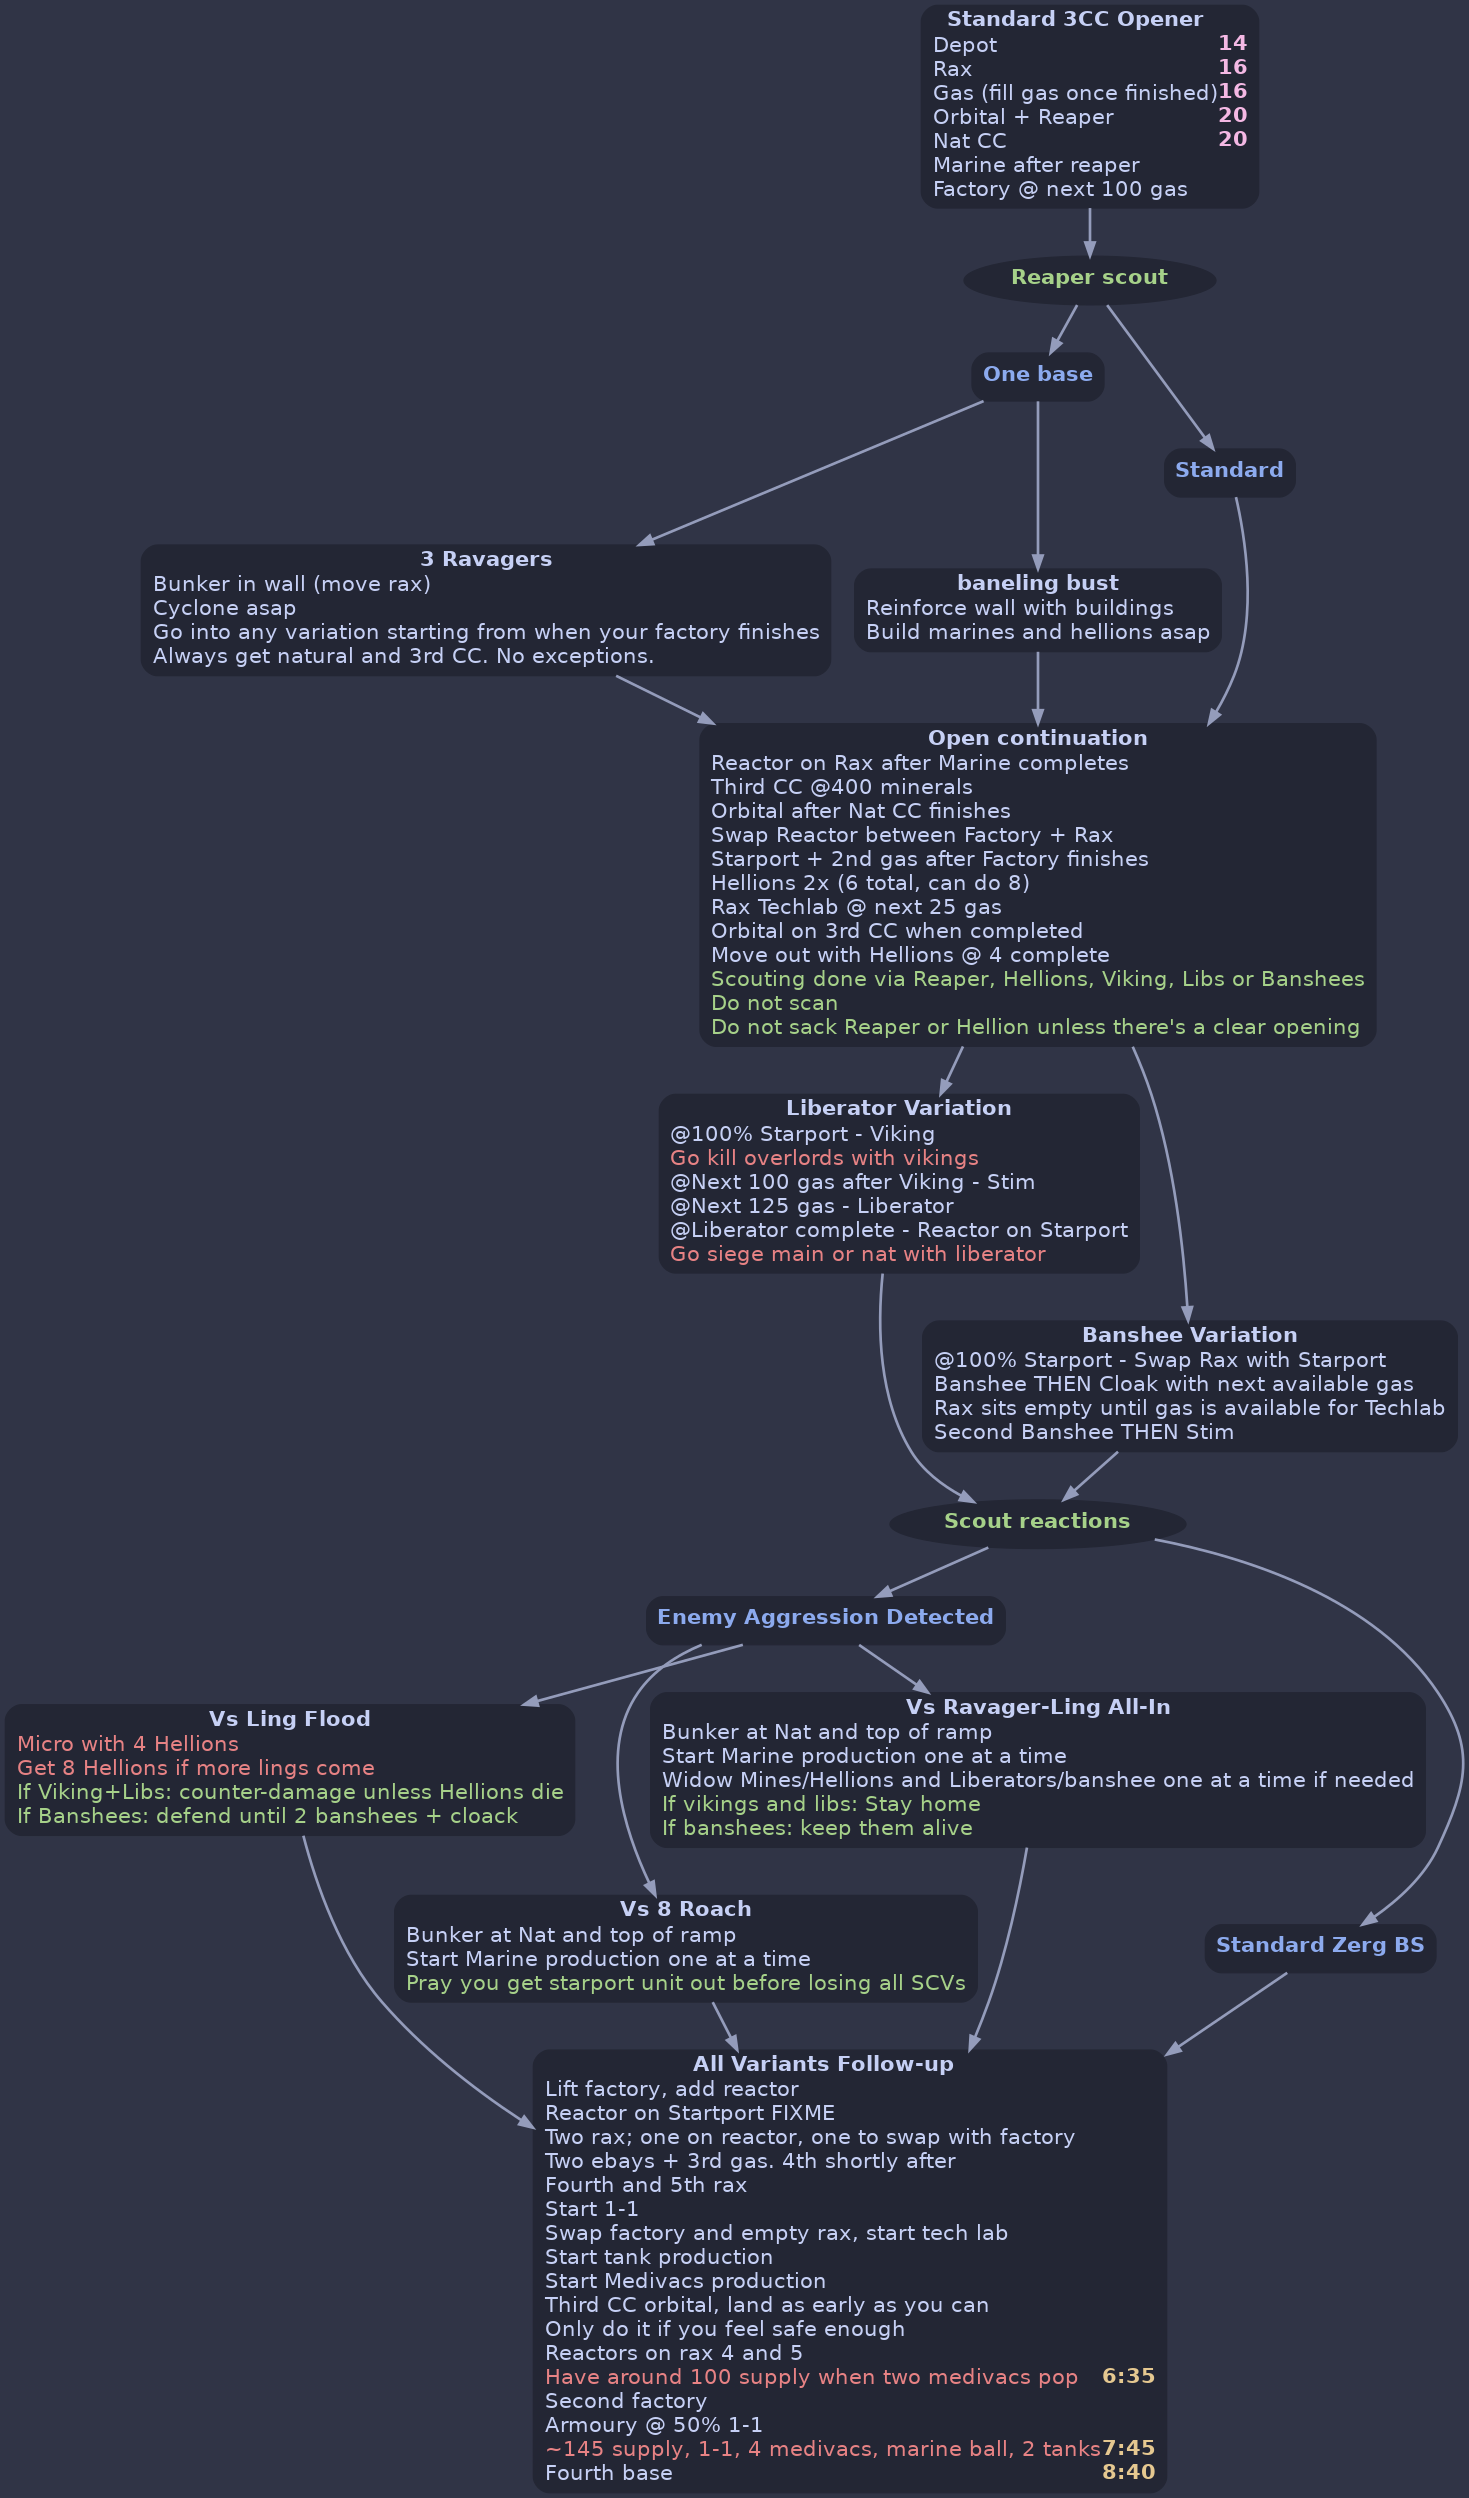 Standard 3CC Opener
Depot 14
Rax 16
Gas (fill gas once finished) 16
Orbital + Reaper 20
Nat CC 20
Marine after reaper
Factory @ next 100 gas
Reaper scout
One base
Standard
3 Ravagers
Bunker in wall (move rax)
Cyclone asap
Go into any variation starting from when your factory finishes
Always get natural and 3rd CC. No exceptions.
baneling bust
Reinforce wall with buildings
Build marines and hellions asap
Open continuation
Reactor on Rax after Marine completes
Third CC @400 minerals
Orbital after Nat CC finishes
Swap Reactor between Factory + Rax
Starport + 2nd gas after Factory finishes
Hellions 2x (6 total, can do 8)
Rax Techlab @ next 25 gas
Orbital on 3rd CC when completed
Move out with Hellions @ 4 complete
Scouting done via Reaper, Hellions, Viking, Libs or Banshees
Do not scan
Do not sack Reaper or Hellion unless there's a clear opening
Liberator Variation
@100% Starport - Viking
Go kill overlords with vikings
@Next 100 gas after Viking - Stim
@Next 125 gas - Liberator
@Liberator complete - Reactor on Starport
Go siege main or nat with liberator
Banshee Variation
@100% Starport - Swap Rax with Starport
Banshee THEN Cloak with next available gas
Rax sits empty until gas is available for Techlab
Second Banshee THEN Stim
Scout reactions
Enemy Aggression Detected
Vs Ling Flood
Micro with 4 Hellions
Get 8 Hellions if more lings come
If Viking+Libs: counter-damage unless Hellions die
If Banshees: defend until 2 banshees + cloack
Vs Ravager-Ling All-In
Bunker at Nat and top of ramp
Start Marine production one at a time
Widow Mines/Hellions and Liberators/banshee one at a time if needed
If vikings and libs: Stay home
If banshees: keep them alive
Vs 8 Roach
Bunker at Nat and top of ramp
Start Marine production one at a time
Pray you get starport unit out before losing all SCVs
Standard Zerg BS
All Variants Follow-up
Lift factory, add reactor
Reactor on Startport FIXME
Two rax; one on reactor, one to swap with factory
Two ebays + 3rd gas. 4th shortly after
Fourth and 5th rax
Start 1-1
Swap factory and empty rax, start tech lab
Start tank production
Start Medivacs production
Third CC orbital, land as early as you can
Only do it if you feel safe enough
Reactors on rax 4 and 5
Have around 100 supply when two medivacs pop 6:35
Second factory
Armoury @ 50% 1-1
~145 supply, 1-1, 4 medivacs, marine ball, 2 tanks 7:45
Fourth base 8:40